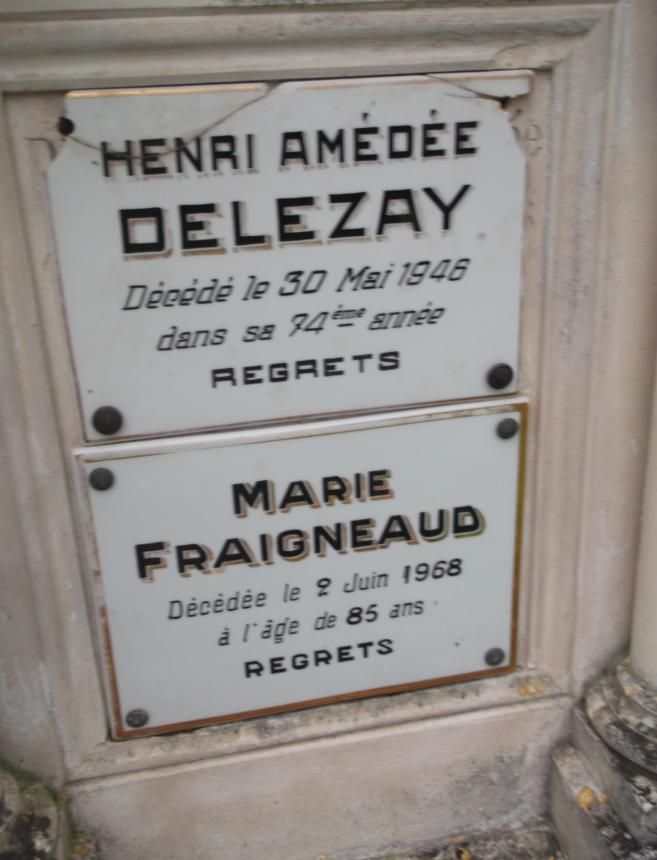 HENRI AMÉDÉE
DELEZAY
Décédé le 30 Mai 1946
dans sa 74ème année
REGRETS
MARIE
FRAIGNEAUD
Décédée le 2 Juin 1968
à l'âge de 85 ans
REGRETS